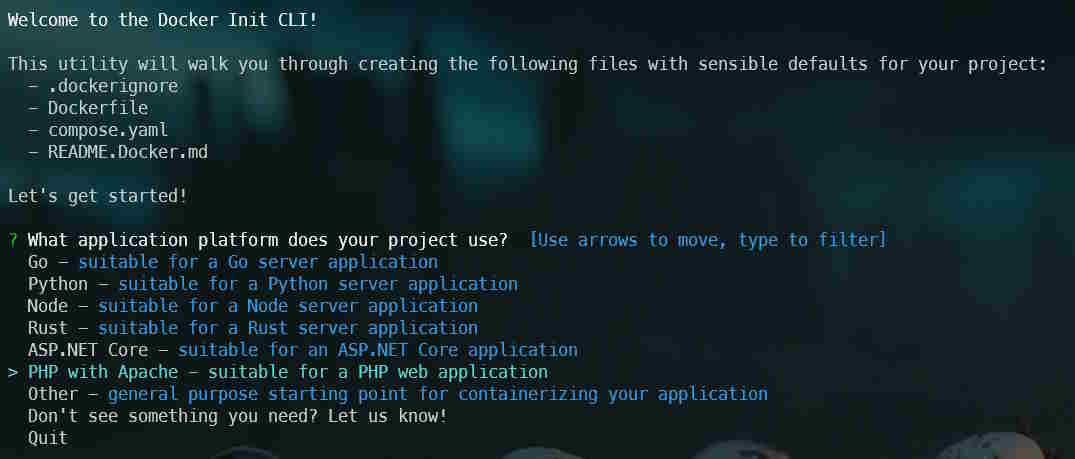 Welcome to the Docker Init CLI!
This utility will walk you through creating the following files with sensible defaults for your project:
- .dockerignore
- Dockerfile
- compose.yaml
- README.Docker.md
Let's get started!
? What application platform does your project use?  [Use arrows to move, type to filter]
Go - suitable for a Go server application
Python - suitable for a Python server application
Node - suitable for a Node server application
Rust - suitable for a Rust server application
ASP.NET Core - suitable for an ASP.NET Core application
> PHP with Apache - suitable for a PHP web application
Other - general purpose starting point for containerizing your application
Don't see something you need? Let us know!
Quit